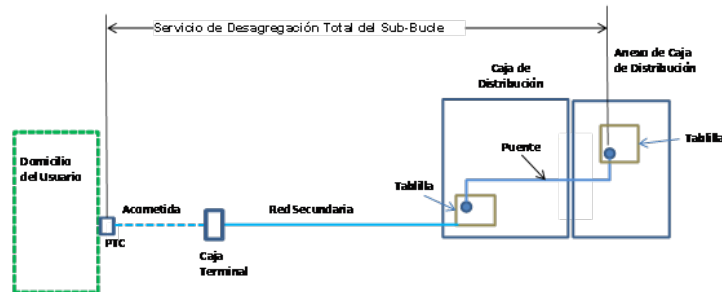 Servicio de Desagregación Total del Sub-Bucle
Anexo de Caja
de Distribución
Caja de
Distribución
Tablilla
Puente
Domicilio
del Usuario
Tablilla
Acometida
Red Secundaria
PTC
Caja
Terminal